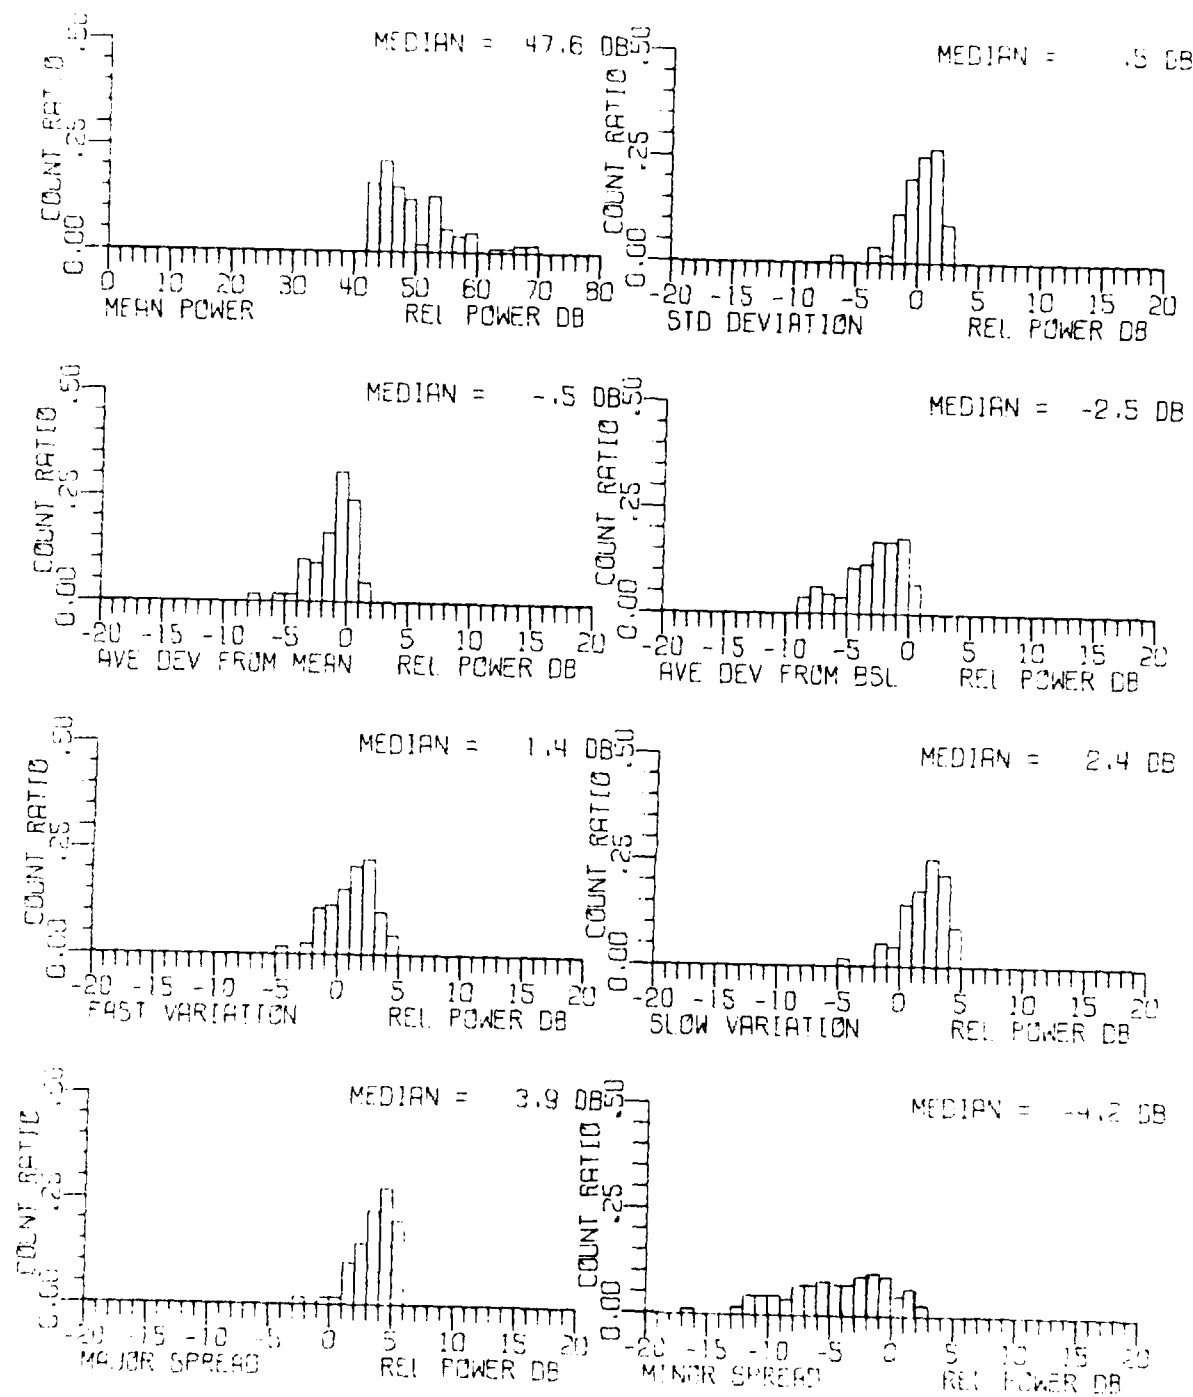 MEDIAN = 47.6 DB
COUNT RATIO
0.00 .25 .50
0 10 20 30 40 50 60 70 80
MEAN POWER REL POWER DB
MEDIAN = .5 DB
COUNT RATIO
0.00 .25 .50
-20 -15 -10 -5 0 5 10 15 20
STD DEVIATION REL POWER DB
MEDIAN = -.5 DB
COUNT RATIO
0.00 .25 .50
-20 -15 -10 -5 0 5 10 15 20
AVE DEV FROM MEAN REL POWER DB
MEDIAN = -2.5 DB
COUNT RATIO
0.00 .25 .50
-20 -15 -10 -5 0 5 10 15 20
AVE DEV FROM BSL REL POWER DB
MEDIAN = 1.4 DB
COUNT RATIO
0.00 .25 .50
-20 -15 -10 -5 0 5 10 15 20
FAST VARIATION REL POWER DB
MEDIAN = 2.4 DB
COUNT RATIO
0.00 .25 .50
-20 -15 -10 -5 0 5 10 15 20
SLOW VARIATION REL POWER DB
MEDIAN = 3.9 DB
COUNT RATIO
0.00 .25 .50
-20 -15 -10 -5 0 5 10 15 20
MAJOR SPREAD REL POWER DB
MEDIAN = -4.2 DB
COUNT RATIO
0.00 .25 .50
-20 -15 -10 -5 0 5 10 15 20
MINOR SPREAD REL POWER DB